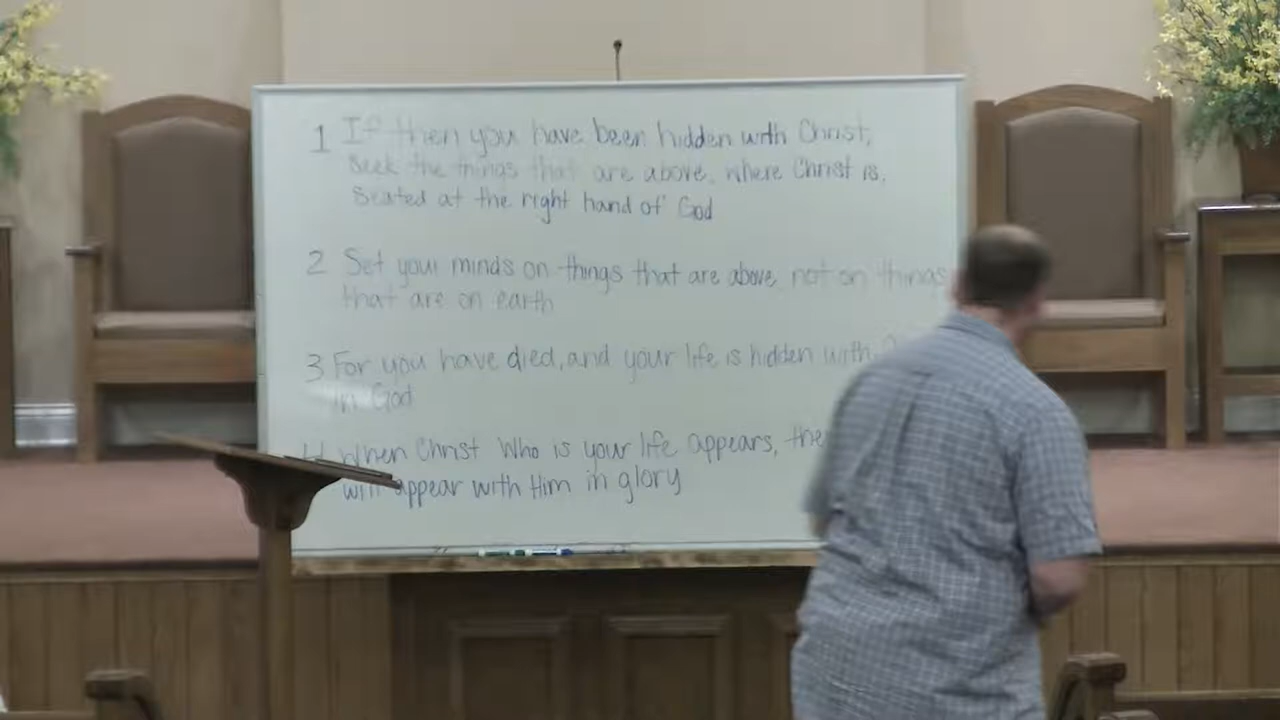 1 If then you have been hidden with Christ,
Seek the things that are above, where Christ is,
Seated at the right hand of God
2 Set your minds on things that are above not on things
that are on earth
3 For you have died, and your life is hidden with
in God
4 When Christ Who is your life appears,
will appear with Him in glory